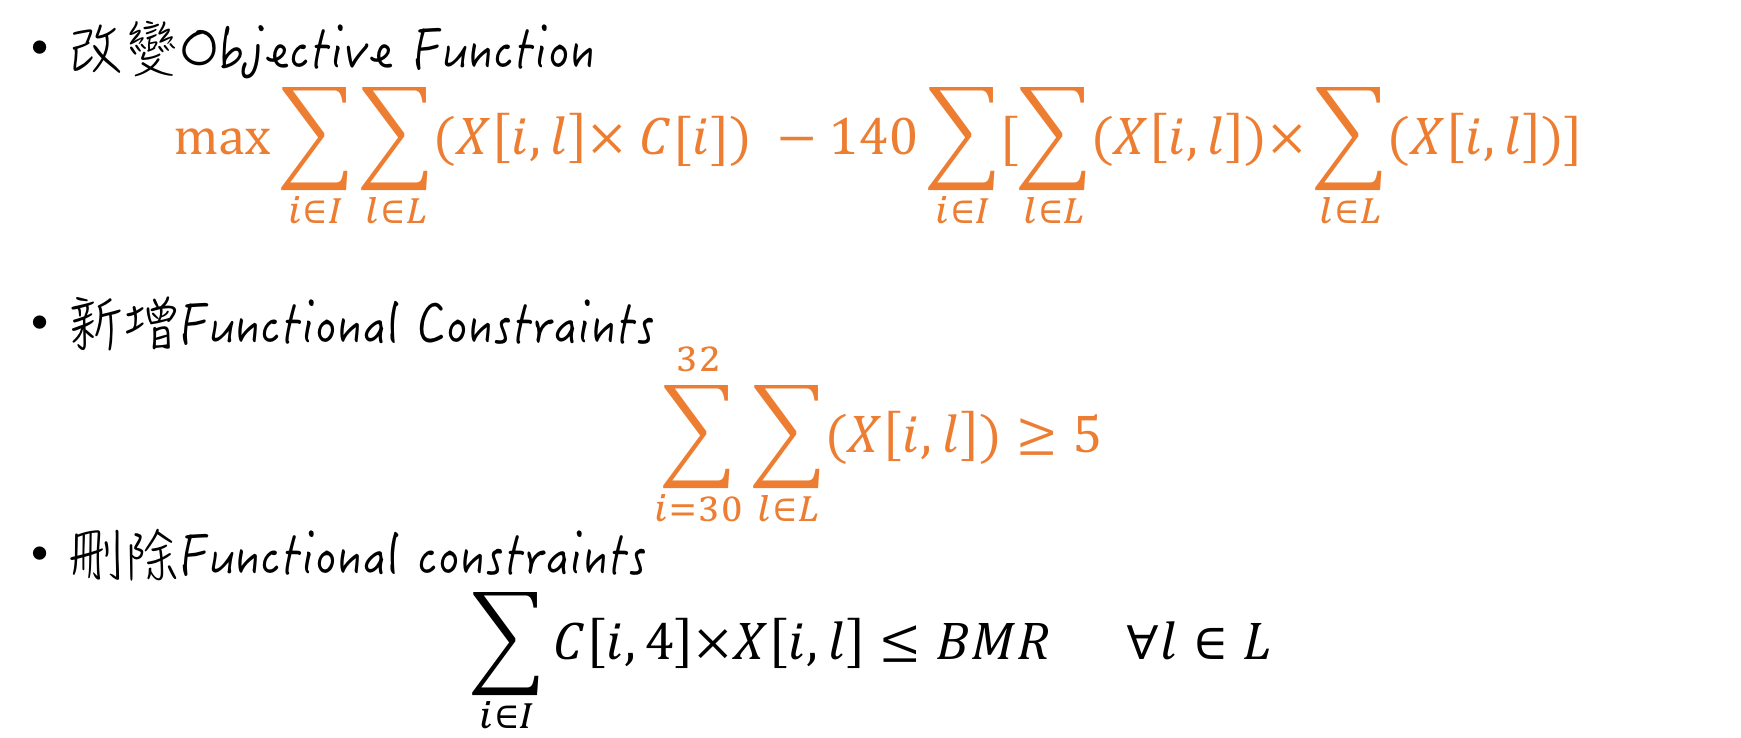 • 改變Objective Function
max ∑_{i∈I} ∑_{l∈L} (X[i, l]× C[i]) − 140 ∑_{i∈I} [∑_{l∈L} (X[i, l])× ∑_{l∈L} (X[i, l])]
• 新增Functional Constraints
∑_{i=30}^{32} ∑_{l∈L} (X[i, l]) ≥ 5
• 刪除Functional constraints
∑_{i∈I} C[i, 4]×X[i, l] ≤ BMR ∀l ∈ L